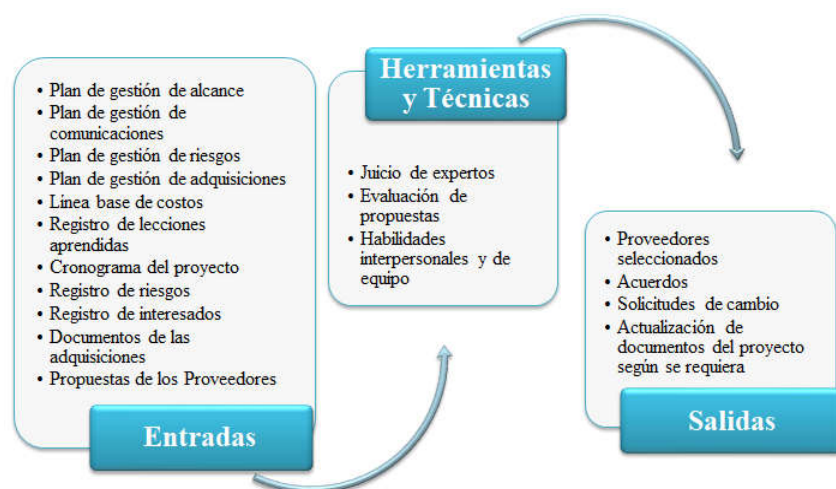 • Plan de gestión de alcance
• Plan de gestión de
comunicaciones
• Plan de gestión de riesgos
• Plan de gestión de adquisiciones
• Línea base de costos
• Registro de lecciones
aprendidas
• Cronograma del proyecto
• Registro de riesgos
• Registro de interesados
• Documentos de las
adquisiciones
• Propuestas de los Proveedores
Entradas
Herramientas
y Técnicas
• Juicio de expertos
• Evaluación de
propuestas
• Habilidades
interpersonales y de
equipo
• Proveedores
seleccionados
• Acuerdos
• Solicitudes de cambio
• Actualización de
documentos del proyecto
según se requiera
Salidas